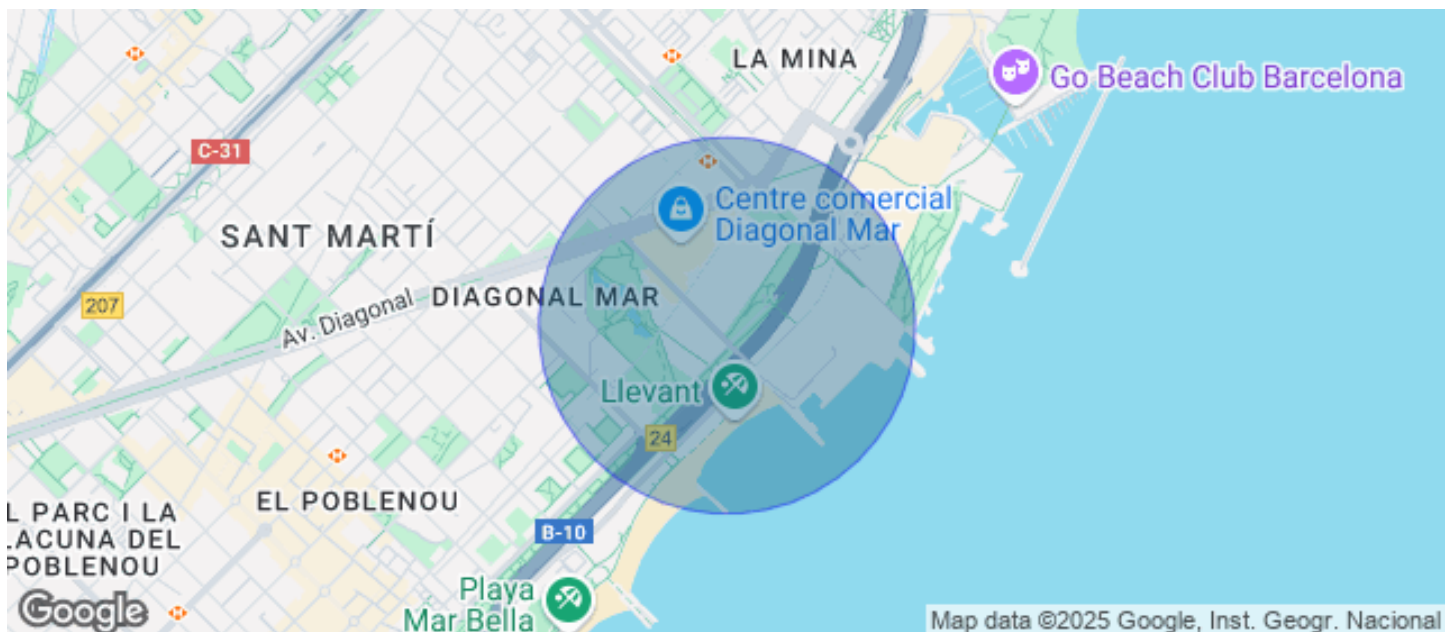 LA MINA
Go Beach Club Barcelona
C-31
Centre comercial
Diagonal Mar
SANT MARTÍ
207
Av. Diagonal
DIAGONAL MAR
Llevant
24
EL POBLENOU
L PARC I LA
LACUNA DEL
POBLENOU
B-10
Playa
Mar Bella
Google
Map data ©2025 Google, Inst. Geogr. Nacional